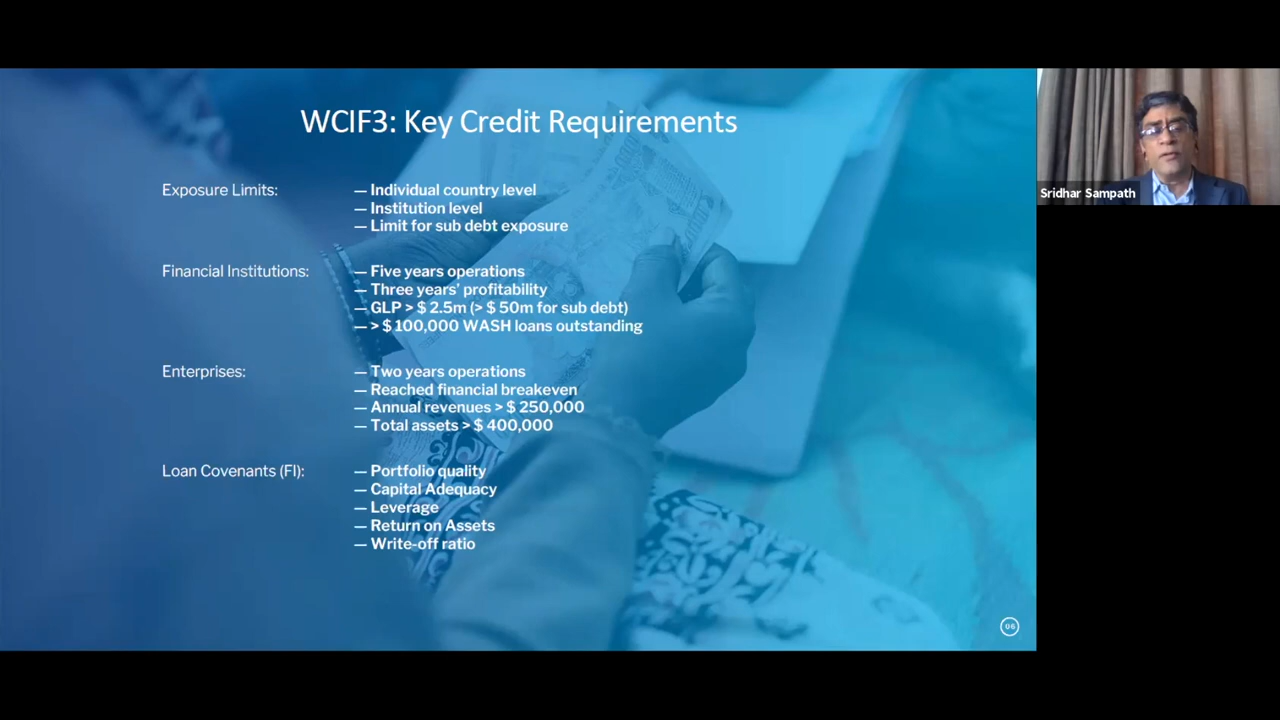 WCIF3: Key Credit Requirements
Exposure Limits:
— Individual country level
— Institution level
— Limit for sub debt exposure
Financial Institutions:
— Five years operations
— Three years’ profitability
— GLP > $ 2.5m (> $ 50m for sub debt)
— > $ 100,000 WASH loans outstanding
Enterprises:
— Two years operations
— Reached financial breakeven
— Annual revenues > $ 250,000
— Total assets > $ 400,000
Loan Covenants (FI):
— Portfolio quality
— Capital Adequacy
— Leverage
— Return on Assets
— Write-off ratio
06
Sridhar Sampath